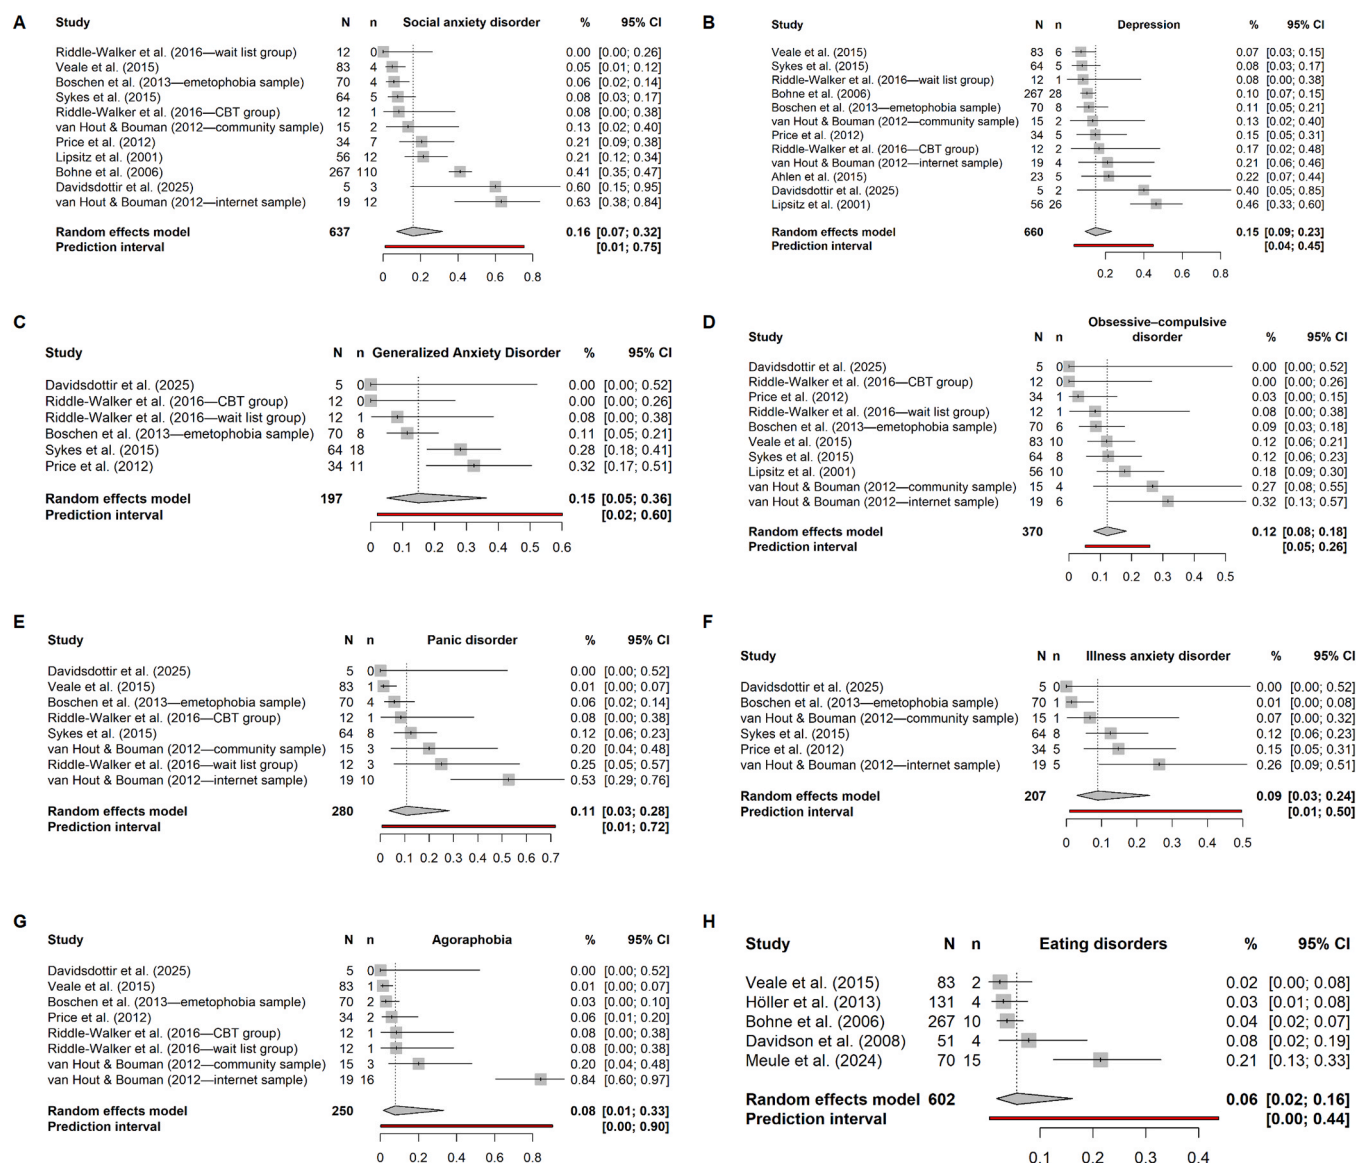 A
Study N n Social anxiety disorder % 95% CI
Riddle-Walker et al. (2016—wait list group) 12 0 0.00 [0.00; 0.26]
Veale et al. (2015) 83 4 0.05 [0.01; 0.12]
Boschen et al. (2013—emetophobia sample) 70 4 0.06 [0.02; 0.14]
Sykes et al. (2015) 64 5 0.08 [0.03; 0.17]
Riddle-Walker et al. (2016—CBT group) 12 1 0.08 [0.00; 0.38]
van Hout & Bouman (2012—community sample) 15 2 0.13 [0.02; 0.40]
Price et al. (2012) 34 7 0.21 [0.09; 0.38]
Lipsitz et al. (2001) 56 12 0.21 [0.12; 0.34]
Bohne et al. (2006) 267 110 0.41 [0.35; 0.47]
Davidsdottir et al. (2025) 5 3 0.60 [0.15; 0.95]
van Hout & Bouman (2012—internet sample) 19 12 0.63 [0.38; 0.84]
Random effects model 637 0.16 [0.07; 0.32]
Prediction interval [0.01; 0.75]
0 0.2 0.4 0.6 0.8
B
Study N n Depression % 95% CI
Veale et al. (2015) 83 6 0.07 [0.03; 0.15]
Sykes et al. (2015) 64 5 0.08 [0.03; 0.17]
Riddle-Walker et al. (2016—wait list group) 12 1 0.08 [0.00; 0.38]
Bohne et al. (2006) 267 28 0.10 [0.07; 0.15]
Boschen et al. (2013—emetophobia sample) 70 8 0.11 [0.05; 0.21]
van Hout & Bouman (2012—community sample) 15 2 0.13 [0.02; 0.40]
Price et al. (2012) 34 5 0.15 [0.05; 0.31]
Riddle-Walker et al. (2016—CBT group) 12 2 0.17 [0.02; 0.48]
van Hout & Bouman (2012—internet sample) 19 4 0.21 [0.06; 0.46]
Ahlen et al. (2015) 23 5 0.22 [0.07; 0.44]
Davidsdottir et al. (2025) 5 2 0.40 [0.05; 0.85]
Lipsitz et al. (2001) 56 26 0.46 [0.33; 0.60]
Random effects model 660 0.15 [0.09; 0.23]
Prediction interval [0.04; 0.45]
0.2 0.4 0.6 0.8
C
Study N n Generalized Anxiety Disorder % 95% CI
Davidsdottir et al. (2025) 5 0 0.00 [0.00; 0.52]
Riddle-Walker et al. (2016—CBT group) 12 0 0.00 [0.00; 0.26]
Riddle-Walker et al. (2016—wait list group) 12 1 0.08 [0.00; 0.38]
Boschen et al. (2013—emetophobia sample) 70 8 0.11 [0.05; 0.21]
Sykes et al. (2015) 64 18 0.28 [0.18; 0.41]
Price et al. (2012) 34 11 0.32 [0.17; 0.51]
Random effects model 197 0.15 [0.05; 0.36]
Prediction interval [0.02; 0.60]
0 0.1 0.2 0.3 0.4 0.5 0.6
D
Obsessive–compulsive
Study N n disorder % 95% CI
Davidsdottir et al. (2025) 5 0 0.00 [0.00; 0.52]
Riddle-Walker et al. (2016—CBT group) 12 0 0.00 [0.00; 0.26]
Price et al. (2012) 34 1 0.03 [0.00; 0.15]
Riddle-Walker et al. (2016—wait list group) 12 1 0.08 [0.00; 0.38]
Boschen et al. (2013—emetophobia sample) 70 6 0.09 [0.03; 0.18]
Veale et al. (2015) 83 10 0.12 [0.06; 0.21]
Sykes et al. (2015) 64 8 0.12 [0.06; 0.23]
Lipsitz et al. (2001) 56 10 0.18 [0.09; 0.30]
van Hout & Bouman (2012—community sample) 15 4 0.27 [0.08; 0.55]
van Hout & Bouman (2012—internet sample) 19 6 0.32 [0.13; 0.57]
Random effects model 370 0.12 [0.08; 0.18]
Prediction interval [0.05; 0.26]
0 0.1 0.2 0.3 0.4 0.5
E
Study N n Panic disorder % 95% CI
Davidsdottir et al. (2025) 5 0 0.00 [0.00; 0.52]
Veale et al. (2015) 83 1 0.01 [0.00; 0.07]
Boschen et al. (2013—emetophobia sample) 70 4 0.06 [0.02; 0.14]
Riddle-Walker et al. (2016—CBT group) 12 1 0.08 [0.00; 0.38]
Sykes et al. (2015) 64 8 0.12 [0.06; 0.23]
van Hout & Bouman (2012—community sample) 15 3 0.20 [0.04; 0.48]
Riddle-Walker et al. (2016—wait list group) 12 3 0.25 [0.05; 0.57]
van Hout & Bouman (2012—internet sample) 19 10 0.53 [0.29; 0.76]
Random effects model 280 0.11 [0.03; 0.28]
Prediction interval [0.01; 0.72]
0 0.1 0.2 0.3 0.4 0.5 0.6 0.7
F
Study N n Illness anxiety disorder % 95% CI
Davidsdottir et al. (2025) 5 0 0.00 [0.00; 0.52]
Boschen et al. (2013—emetophobia sample) 70 1 0.01 [0.00; 0.08]
van Hout & Bouman (2012—community sample) 15 1 0.07 [0.00; 0.32]
Sykes et al. (2015) 64 8 0.12 [0.06; 0.23]
Price et al. (2012) 34 5 0.15 [0.05; 0.31]
van Hout & Bouman (2012—internet sample) 19 5 0.26 [0.09; 0.51]
Random effects model 207 0.09 [0.03; 0.24]
Prediction interval [0.01; 0.50]
0 0.1 0.2 0.3 0.4 0.5
G
Study N n Agoraphobia % 95% CI
Davidsdottir et al. (2025) 5 0 0.00 [0.00; 0.52]
Veale et al. (2015) 83 1 0.01 [0.00; 0.07]
Boschen et al. (2013—emetophobia sample) 70 2 0.03 [0.00; 0.10]
Price et al. (2012) 34 2 0.06 [0.01; 0.20]
Riddle-Walker et al. (2016—CBT group) 12 1 0.08 [0.00; 0.38]
Riddle-Walker et al. (2016—wait list group) 12 1 0.08 [0.00; 0.38]
van Hout & Bouman (2012—community sample) 15 3 0.20 [0.04; 0.48]
van Hout & Bouman (2012—internet sample) 19 16 0.84 [0.60; 0.97]
Random effects model 250 0.08 [0.01; 0.33]
Prediction interval [0.00; 0.90]
0 0.2 0.4 0.6 0.8
H
Study N n Eating disorders % 95% CI
Veale et al. (2015) 83 2 0.02 [0.00; 0.08]
Höller et al. (2013) 131 4 0.03 [0.01; 0.08]
Bohne et al. (2006) 267 10 0.04 [0.02; 0.07]
Davidson et al. (2008) 51 4 0.08 [0.02; 0.19]
Meule et al. (2024) 70 15 0.21 [0.13; 0.33]
Random effects model 602 0.06 [0.02; 0.16]
Prediction interval [0.00; 0.44]
0.1 0.2 0.3 0.4